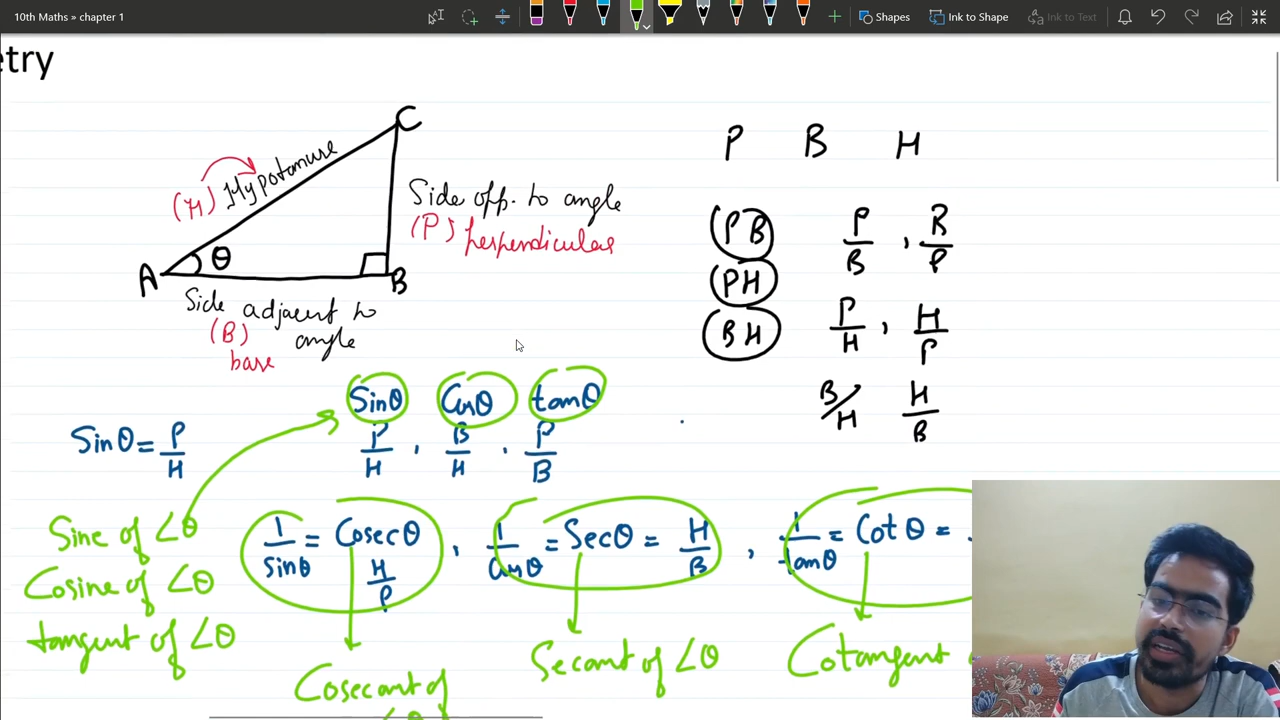 10th Maths » chapter 1
Shapes
Ink to Shape
Ink to Text
etry
C
(H) Hypotanuse
Side opp. to angle
(P) perpendicular
θ
A
B
Side adjacent to
angle
(B)
base
P B H
PB P/B , B/P
PH P/H , H/P
BH B/H H/B
Sinθ Cosθ tanθ
P/H , B/H , P/B
Sinθ = P/H
Sine of ∠θ
Cosine of ∠θ
tangent of ∠θ
1/sinθ = Cosecθ H/P , 1/Cosθ = Secθ = H/B , 1/tanθ = Cotθ =
Cosecant of
Secant of ∠θ
Cotangent